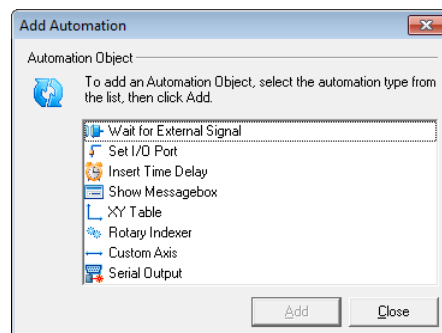 Add Automation
Automation Object
To add an Automation Object, select the automation type from
the list, then click Add.
Wait for External Signal
Set I/O Port
Insert Time Delay
Show Messagebox
XY Table
Rotary Indexer
Custom Axis
Serial Output
Add
Close